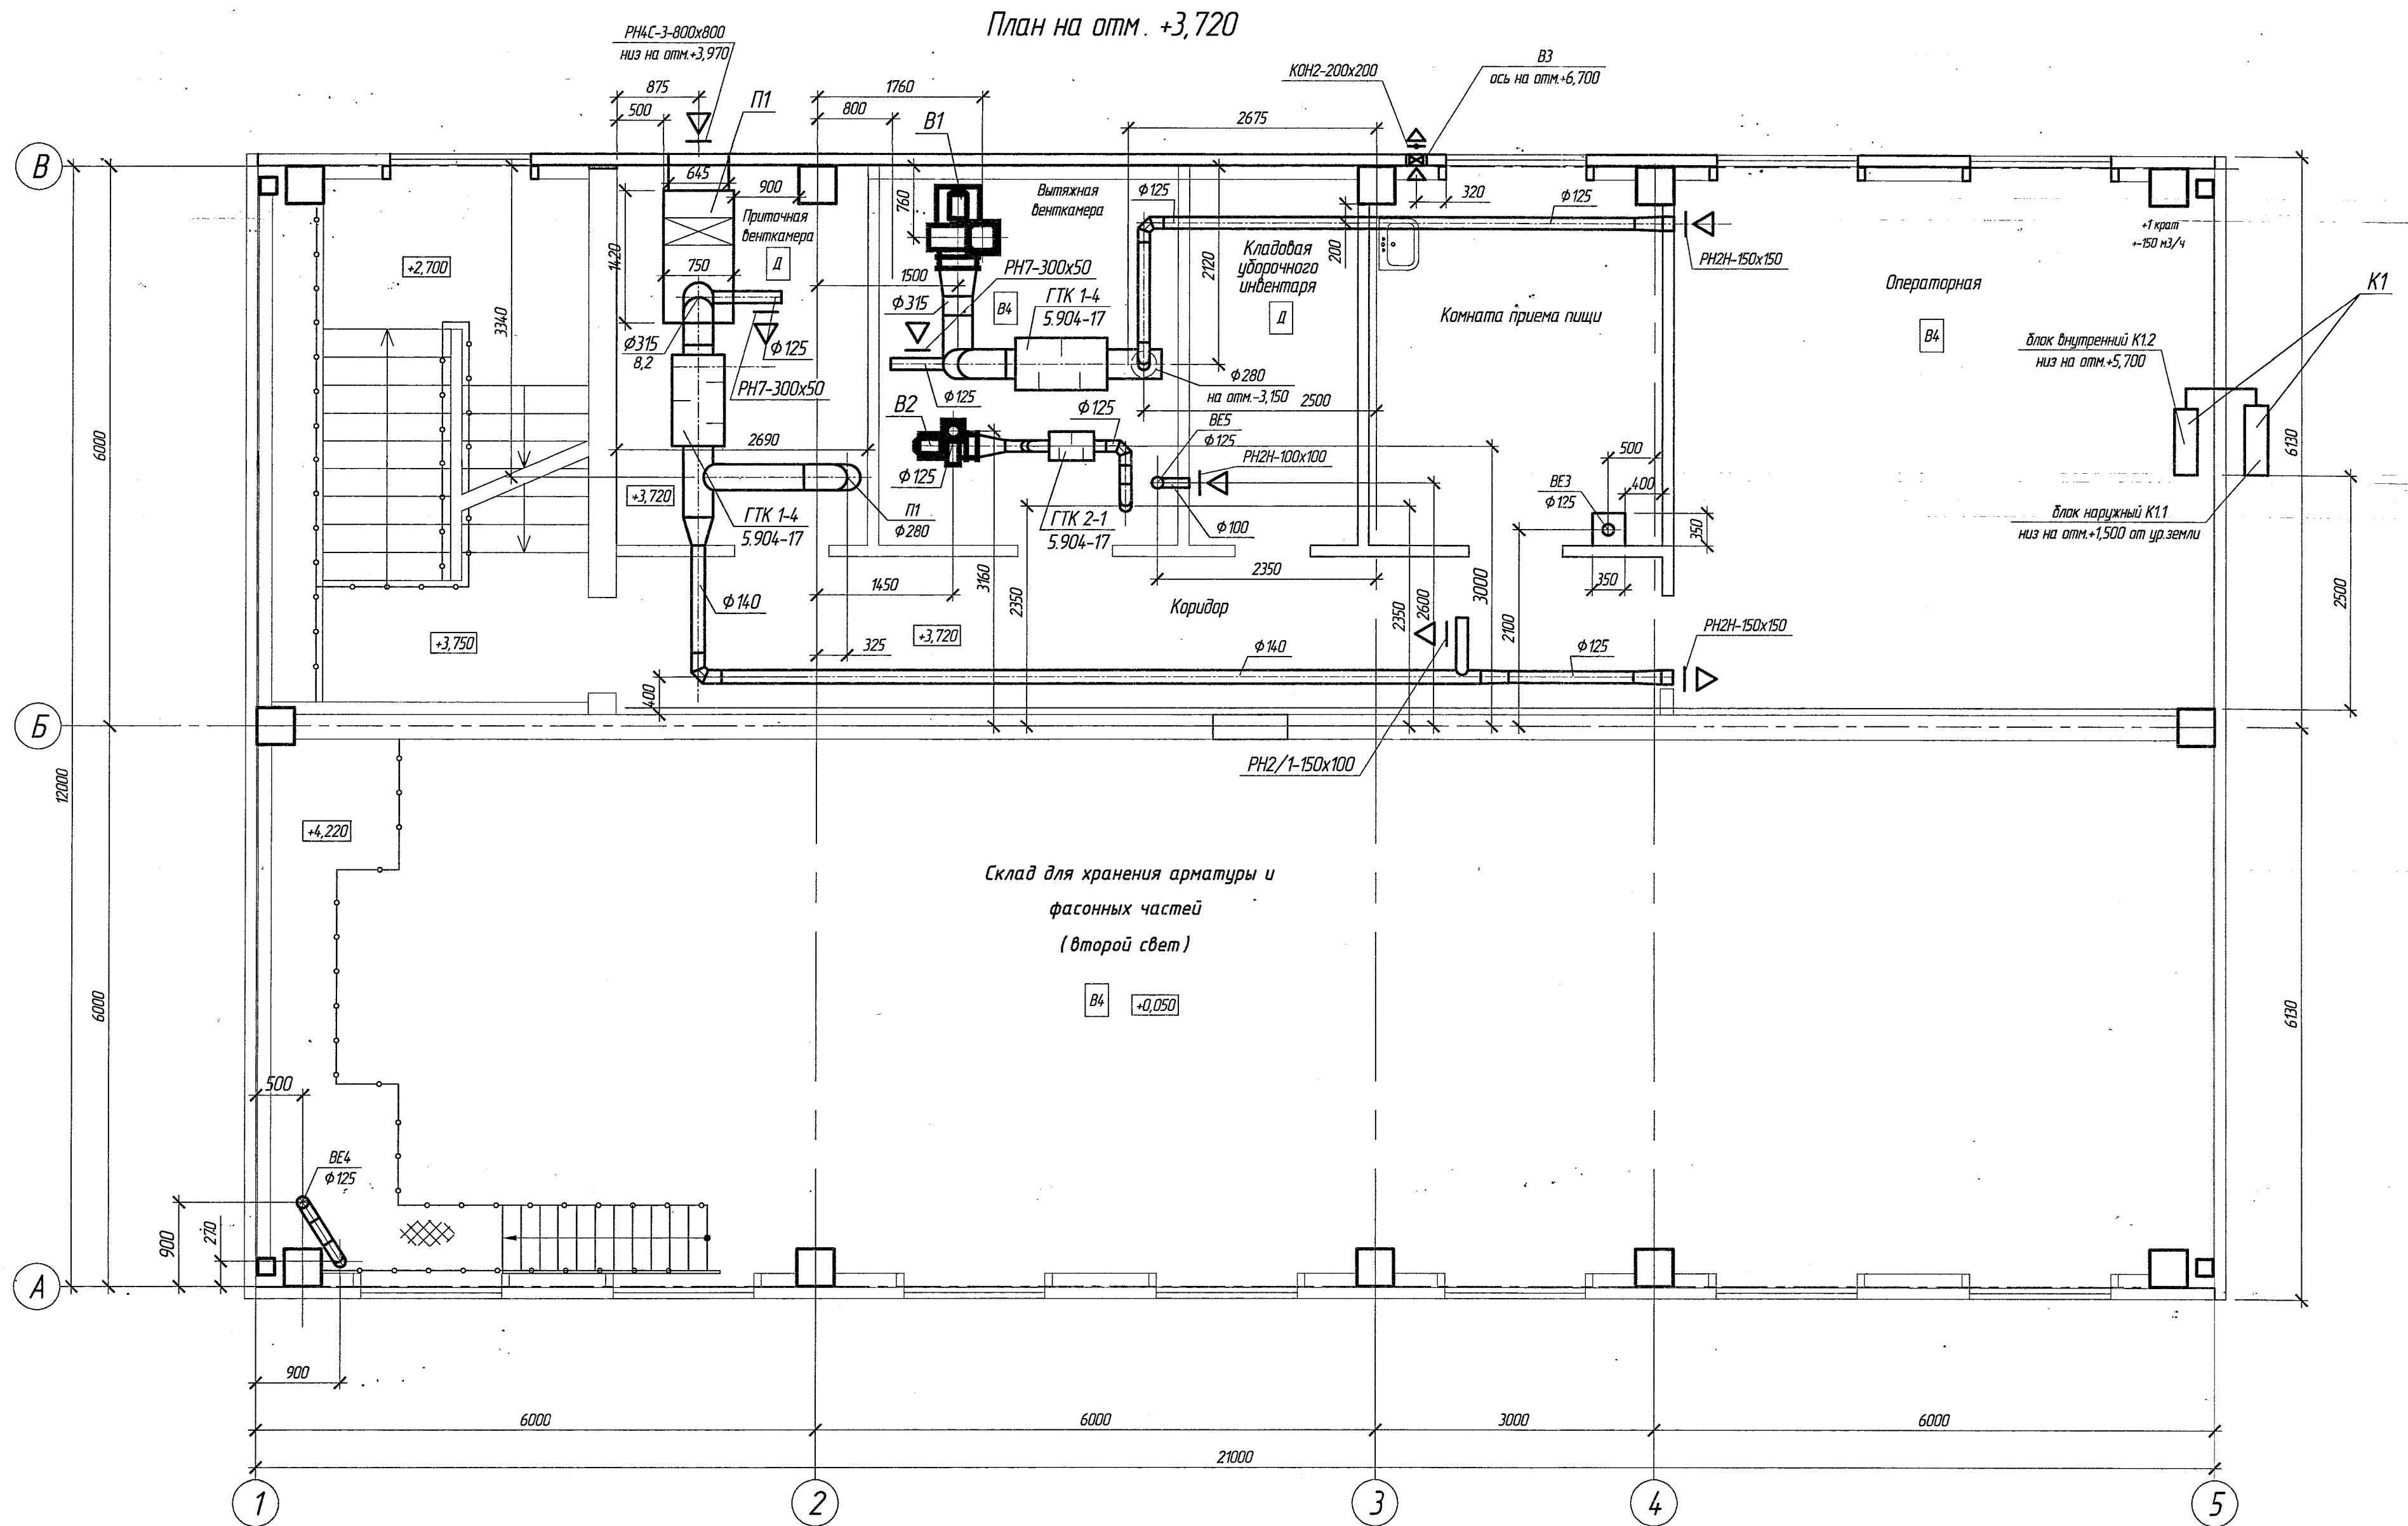 План на отм. +3,720
РН4С-3-800х800
низ на отм.+3,970
875
500
П1
1760
800
В1
КОН2-200х200
В3
ось на отм.+6,700
2675
В
645
900
760
Вытяжная
венткамера
Ф125
320
Ф125
Приточная
венткамера
Д
1420
750
+2,700
3340
1500
РН7-300х50
Ф315
В4
ГТК 1-4
5.904-17
2120
Кладовая
уборочного
инвентаря
Д
200
РН2Н-150х150
+1 крат
+-150 м3/ч
Операторная
В4
К1
Комната приема пищи
блок внутренний К1.2
низ на отм.+5,700
Ф315
8,2
Ф125
РН7-300х50
Ф125
Ф280
на отм.-3,150
2500
В2
Ф125
ВЕ5
Ф125
РН2Н-100х100
6000
2690
Ф125
+3,720
ГТК 1-4
5.904-17
П1
Ф280
ГТК 2-1
5.904-17
Ф100
500
400
ВЕ3
Ф125
350
350
6130
блок наружный К1.1
низ на отм.+1,500 от ур.земли
2500
2350
Ф140
1450
3160
2350
Коридор
2350
2600
3000
2100
+3,750
+3,720
325
Ф140
Ф125
РН2Н-150х150
400
Б
12000
РН2/1-150х100
+4,220
Склад для хранения арматуры и
фасонных частей
(второй свет)
В4
+0,050
6000
6130
500
ВЕ4
Ф125
900
270
А
900
6000
6000
3000
6000
21000
1
2
3
4
5